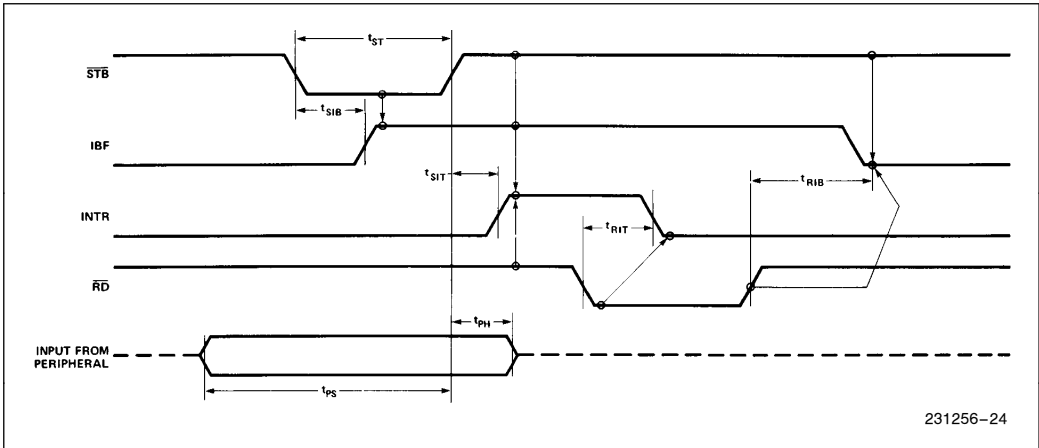 tST
STB
tSIB
IBF
tSIT
tRIB
INTR
tRIT
RD
tPH
INPUT FROM
PERIPHERAL
tPS
231256–24